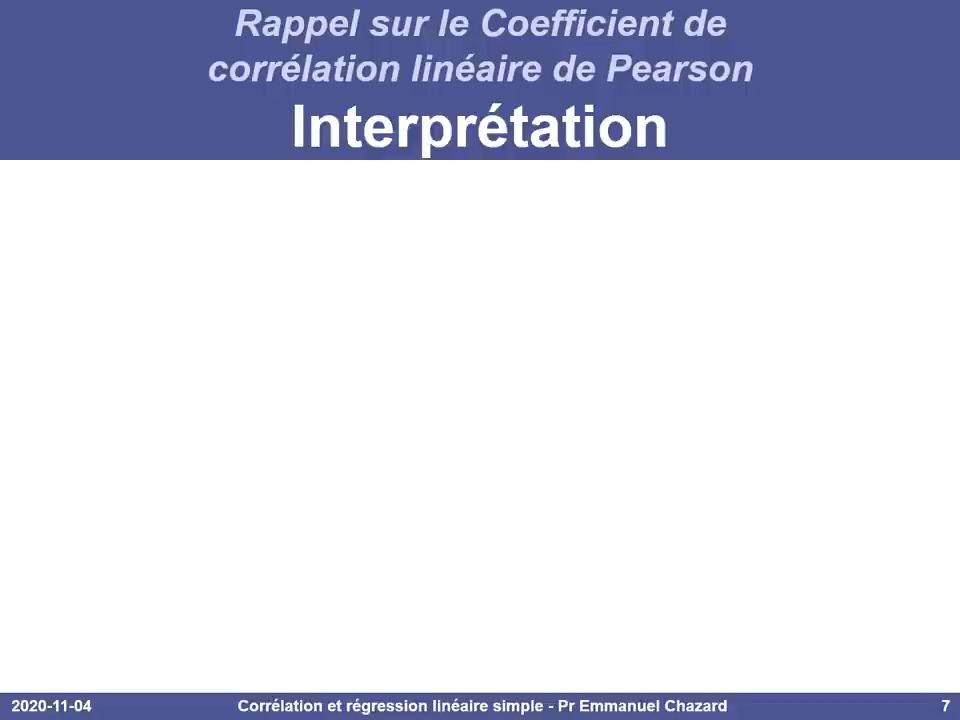 Rappel sur le Coefficient de
corrélation linéaire de Pearson
Interprétation
2020-11-04 Corrélation et régression linéaire simple - Pr Emmanuel Chazard 7